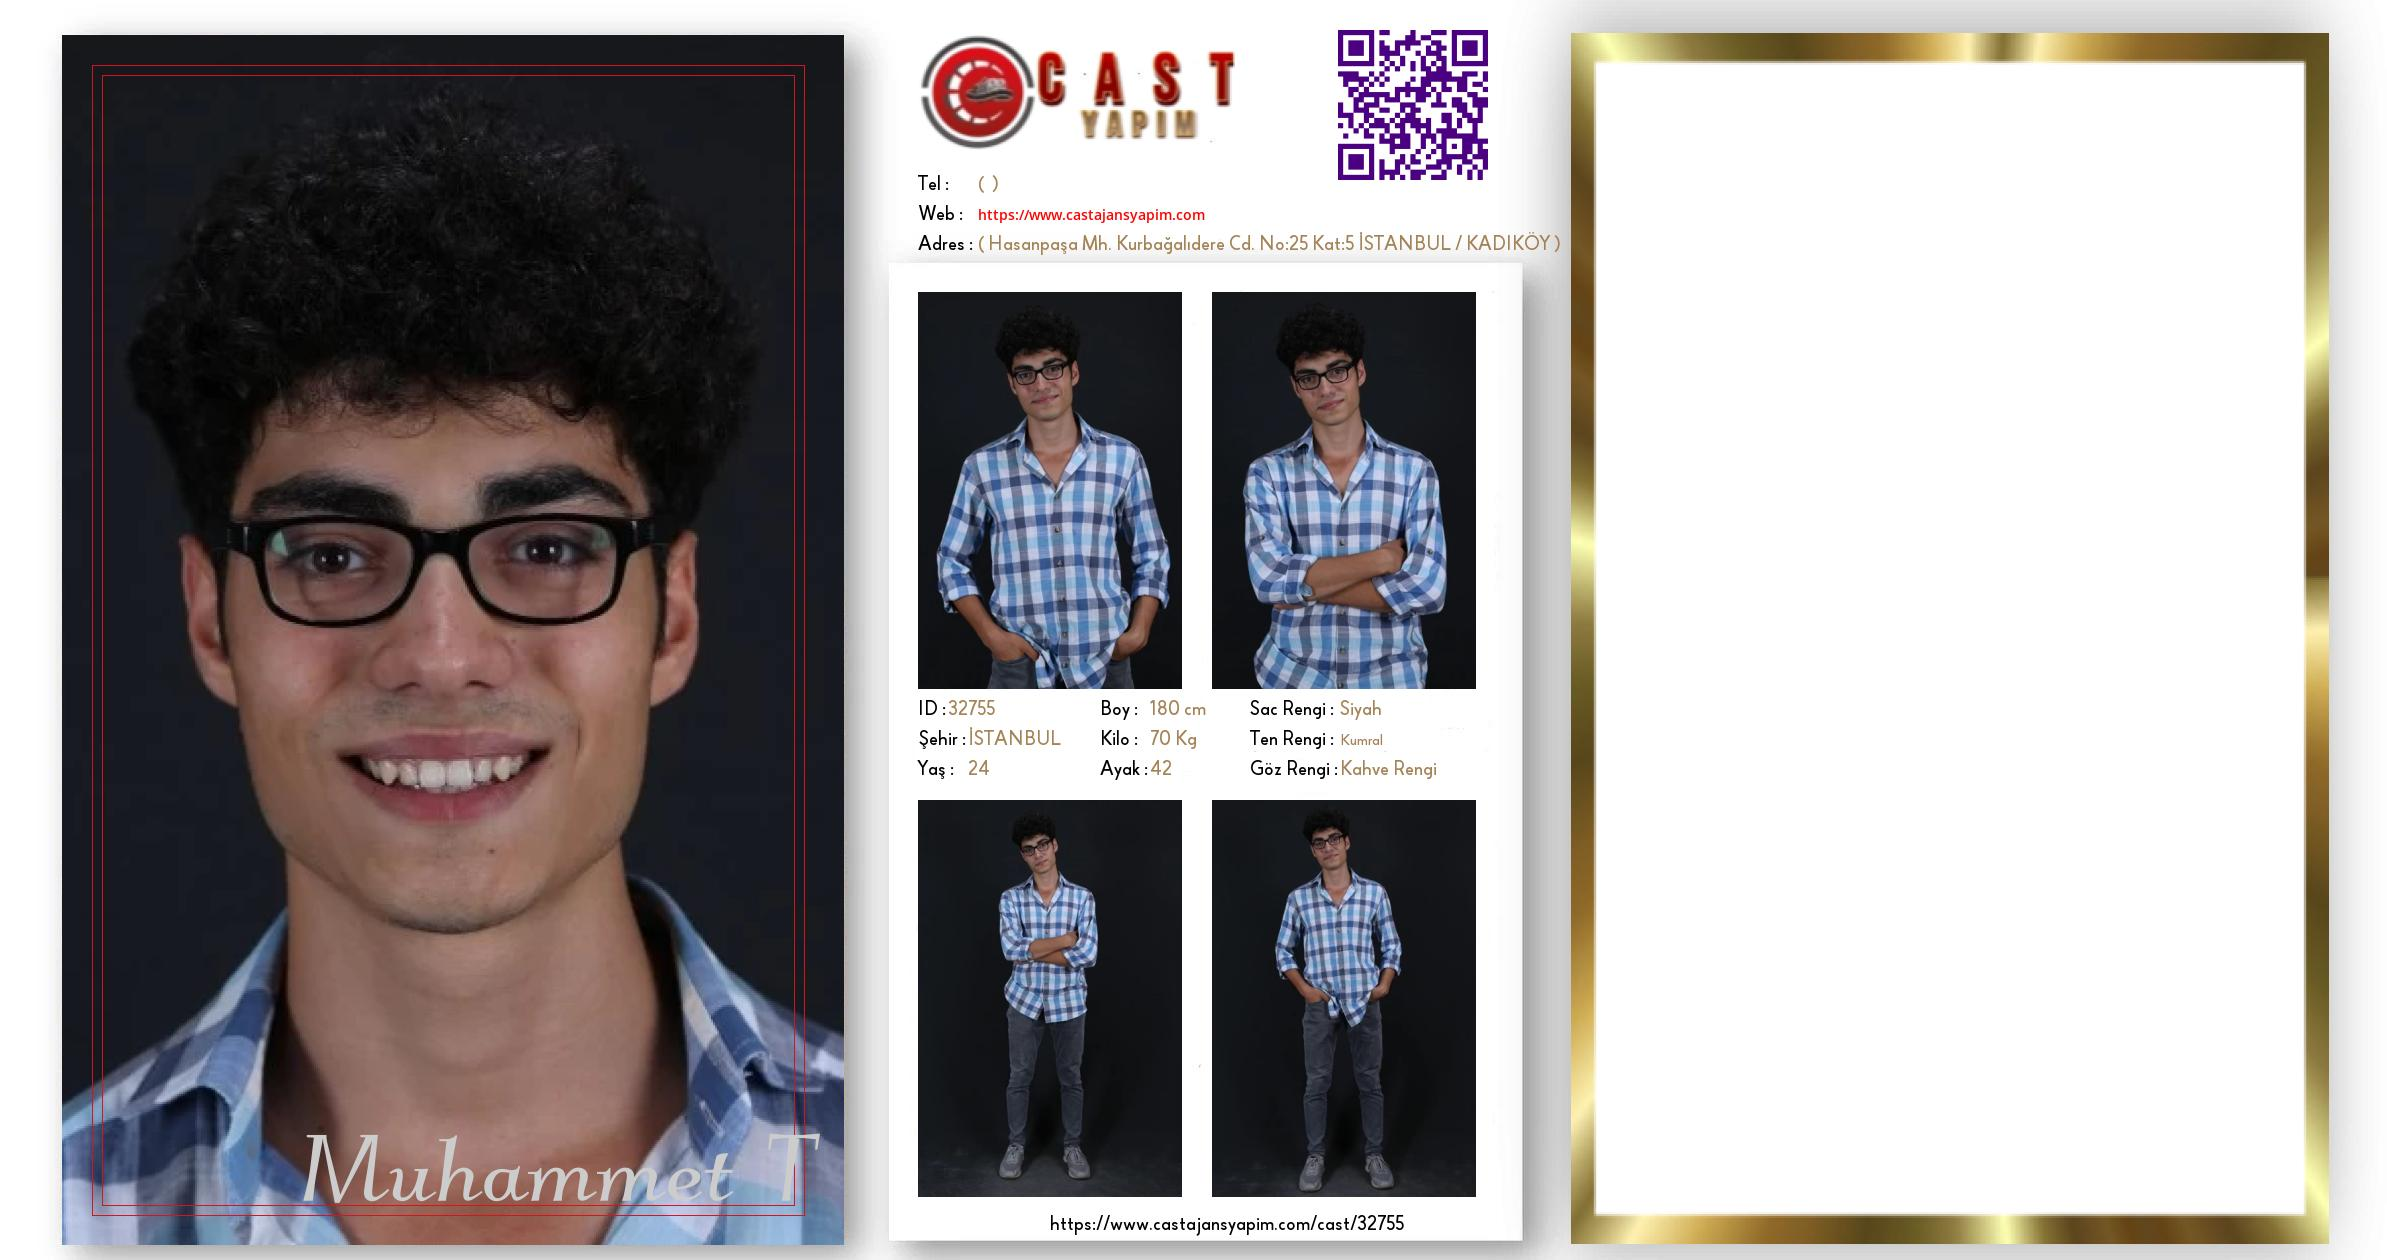 Muhammet T
CAST
YAPIM
Tel : ( )
Web : https://www.castajansyapim.com
Adres : ( Hasanpaşa Mh. Kurbağalıdere Cd. No:25 Kat:5 İSTANBUL / KADIKÖY )
ID : 32755 Boy : 180 cm Sac Rengi : Siyah
Şehir : İSTANBUL Kilo : 70 Kg Ten Rengi : Kumral
Yaş : 24 Ayak : 42 Göz Rengi : Kahve Rengi
https://www.castajansyapim.com/cast/32755